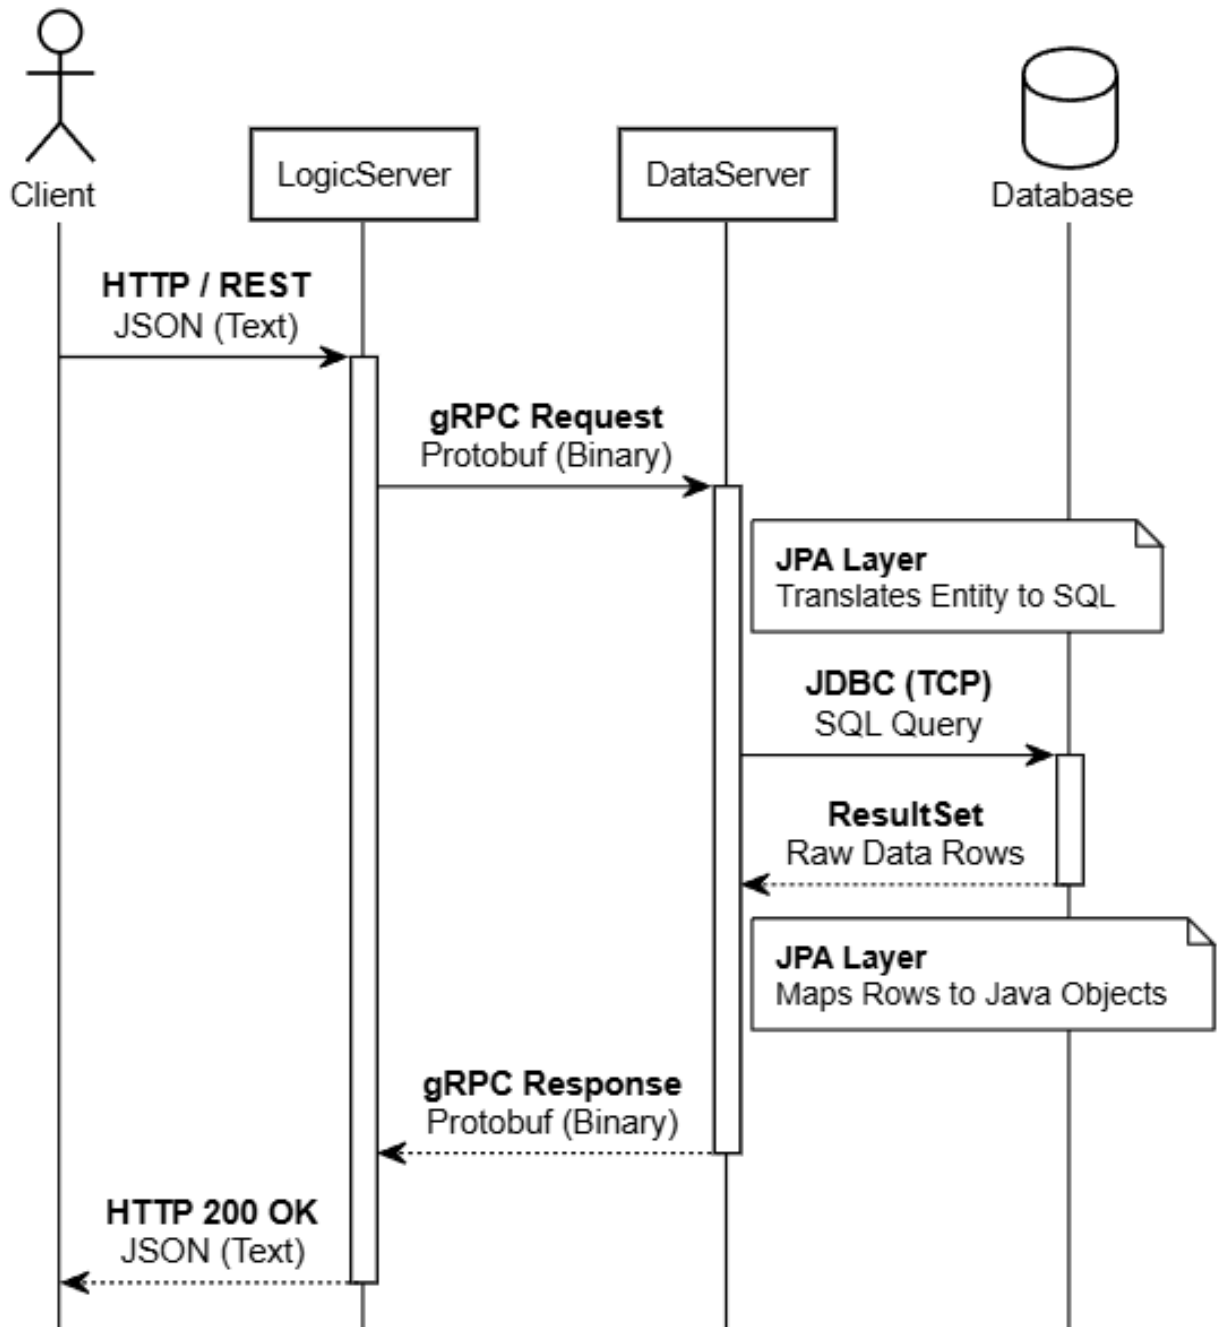 Client
LogicServer
DataServer
Database
HTTP / REST
JSON (Text)
gRPC Request
Protobuf (Binary)
JPA Layer
Translates Entity to SQL
JDBC (TCP)
SQL Query
ResultSet
Raw Data Rows
JPA Layer
Maps Rows to Java Objects
gRPC Response
Protobuf (Binary)
HTTP 200 OK
JSON (Text)